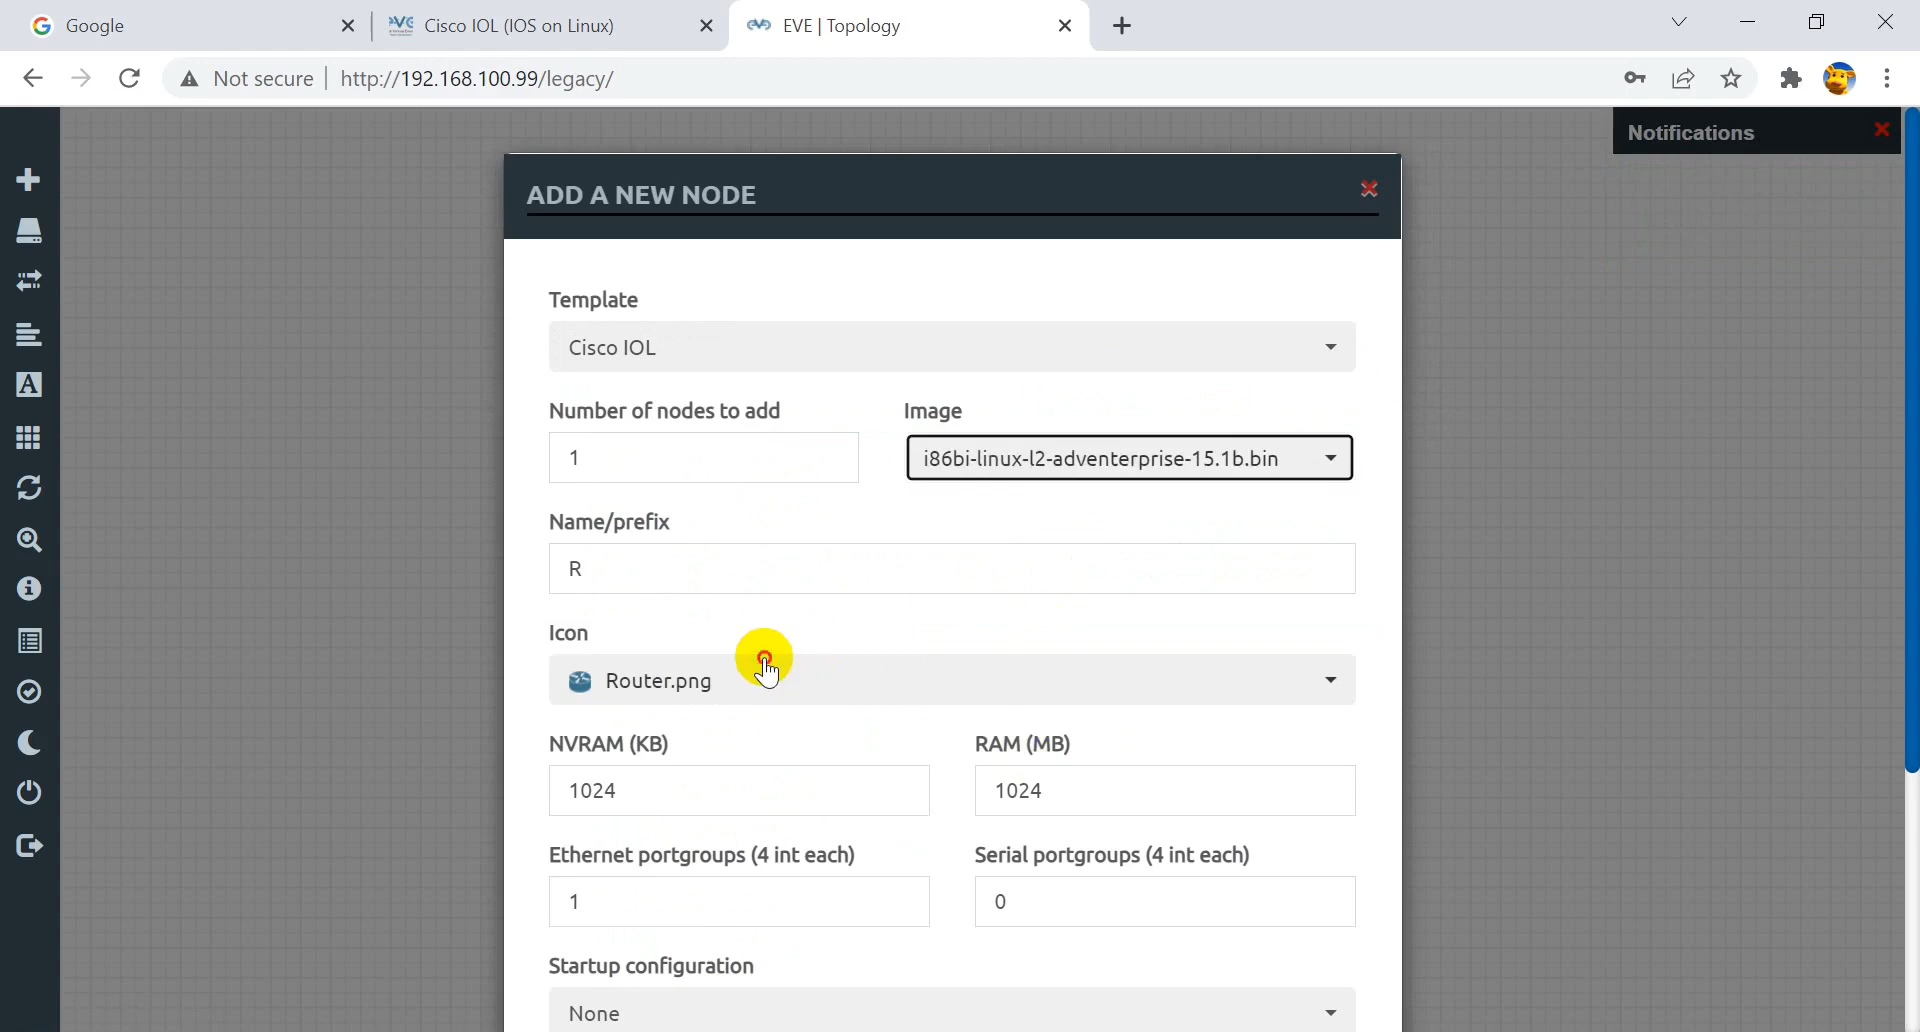 Google
Cisco IOL (IOS on Linux)
EVE | Topology
Not secure
http://192.168.100.99/legacy/
Notifications
ADD A NEW NODE
Template
Cisco IOL
Number of nodes to add
Image
1
i86bi-linux-l2-adventerprise-15.1b.bin
Name/prefix
R
Icon
Router.png
NVRAM (KB)
RAM (MB)
1024
1024
Ethernet portgroups (4 int each)
Serial portgroups (4 int each)
1
0
Startup configuration
None